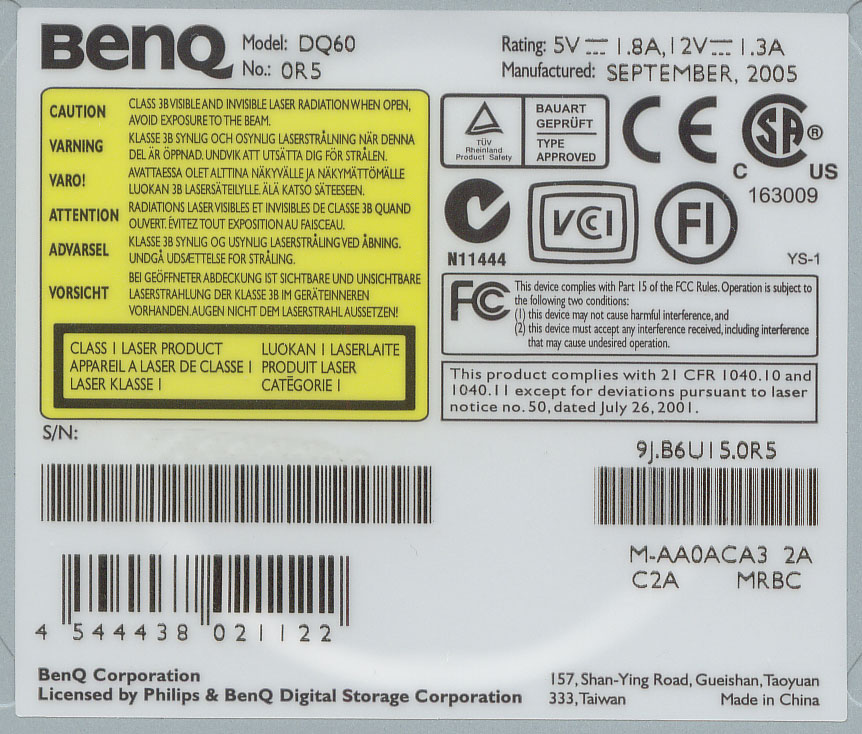 BenQ
Model: DQ60
No.: 0R5
Rating: 5V 1.8A,12V 1.3A
Manufactured: SEPTEMBER, 2005
CAUTION CLASS 3B VISIBLE AND INVISIBLE LASER RADIATION WHEN OPEN,
AVOID EXPOSURE TO THE BEAM.
VARNING KLASSE 3B SYNLIG OCH OSYNLIG LASERSTRÅLNING NÄR DENNA
DEL ÄR ÖPPNAD. UNDVIK ATT UTSÄTTA DIG FÖR STRÅLEN.
VARO! AVATTAESSA OLET ALTTINA NÄKYVÄLLE JA NÄKYMÄTTÖMÄLLE
LUOKAN 3B LASERSÄTEILYLLE. ÄLÄ KATSO SÄTEESEEN.
ATTENTION RADIATIONS LASER VISIBLES ET INVISIBLES DE CLASSE 3B QUAND
OUVERT. ÉVITEZ TOUT EXPOSITION AU FAISCEAU.
ADVARSEL KLASSE 3B SYNLIG OG USYNLIG LASERSTRÅLING VED ÅBNING.
UNDGÅ UDSÆTTELSE FOR STRÅLING.
VORSICHT BEI GEÖFFNETER ABDECKUNG IST SICHTBARE UND UNSICHTBARE
LASERSTRAHLUNG DER KLASSE 3B IM GERÄTEINNEREN
VORHANDEN. AUGEN NICHT DEM LASERSTRAHL AUSSETZEN!
CLASS 1 LASER PRODUCT LUOKAN 1 LASERLAITE
APPAREIL A LASER DE CLASSE 1 PRODUIT LASER
LASER KLASSE 1 CATĒGORIE 1
TÜV
Rheinland
Product Safety
BAUART
GEPRÜFT
TYPE
APPROVED
CE
SA ®
C US
163009
N11444
VCI
FI
YS-1
FC
This device complies with Part 15 of the FCC Rules. Operation is subject to
the following two conditions:
(1) this device may not cause harmful interference, and
(2) this device must accept any interference received, including interference
that may cause undesired operation.
This product complies with 21 CFR 1040.10 and
1040.11 except for deviations pursuant to laser
notice no. 50, dated July 26, 2001.
S/N:
9J.B6U15.0R5
M-AA0ACA3 2A
C2A MRBC
4 544438 021122
BenQ Corporation
Licensed by Philips & BenQ Digital Storage Corporation
157, Shan-Ying Road, Gueishan, Taoyuan
333, Taiwan Made in China